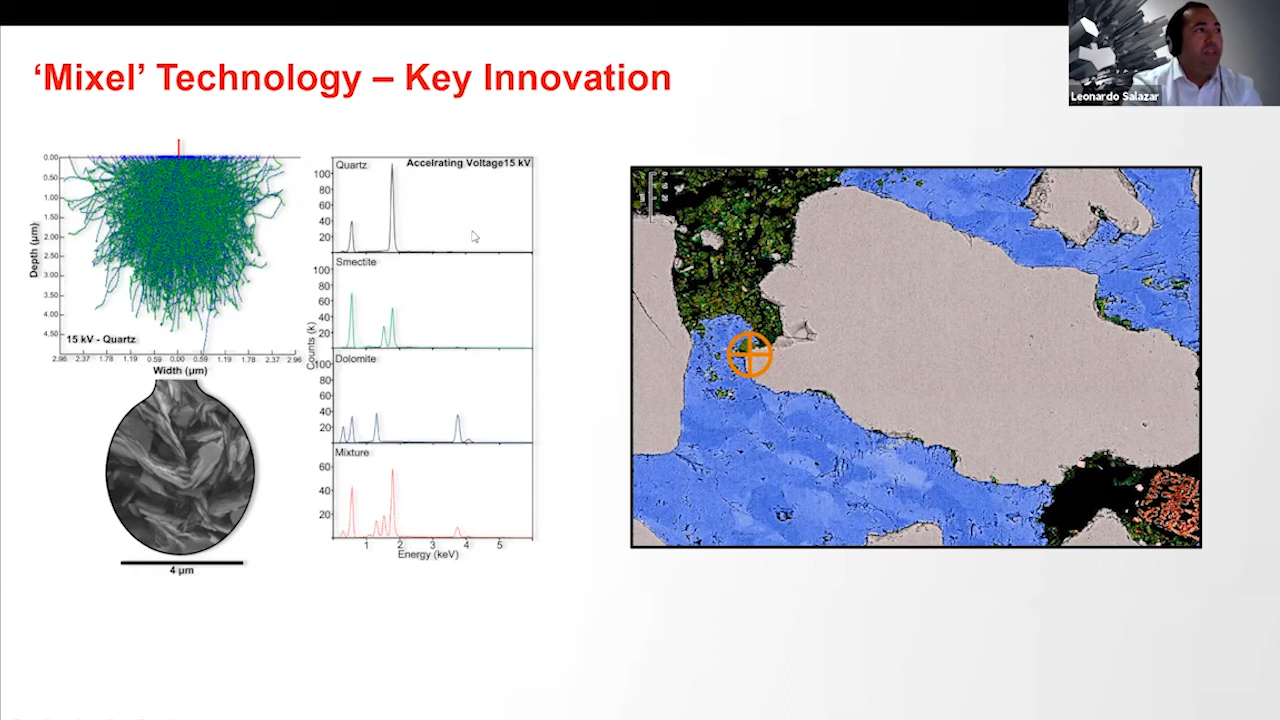 ‘Mixel’ Technology – Key Innovation
Leonardo Salazar
0.00
0.50
1.00
1.50
2.00
2.50
3.00
3.50
4.00
4.50
Depth (µm)
15 kV - Quartz
2.96 2.37 1.78 1.19 0.59 0.00 0.59 1.19 1.78 2.37 2.96
Width (µm)
4 µm
Quartz
Accelrating Voltage15 kV
100
80
60
40
20
Smectite
100
80
60
40
20
Counts (k)
Dolomite
100
80
60
40
20
Mixture
60
40
20
1 2 3 4 5
Energy (keV)